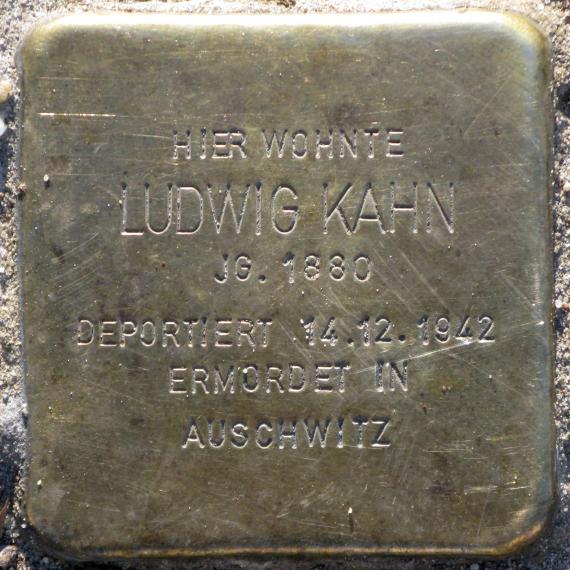 HIER WOHNTE
LUDWIG KAHN
JG. 1880
DEPORTIERT 14.12.1942
ERMORDET IN
AUSCHWITZ